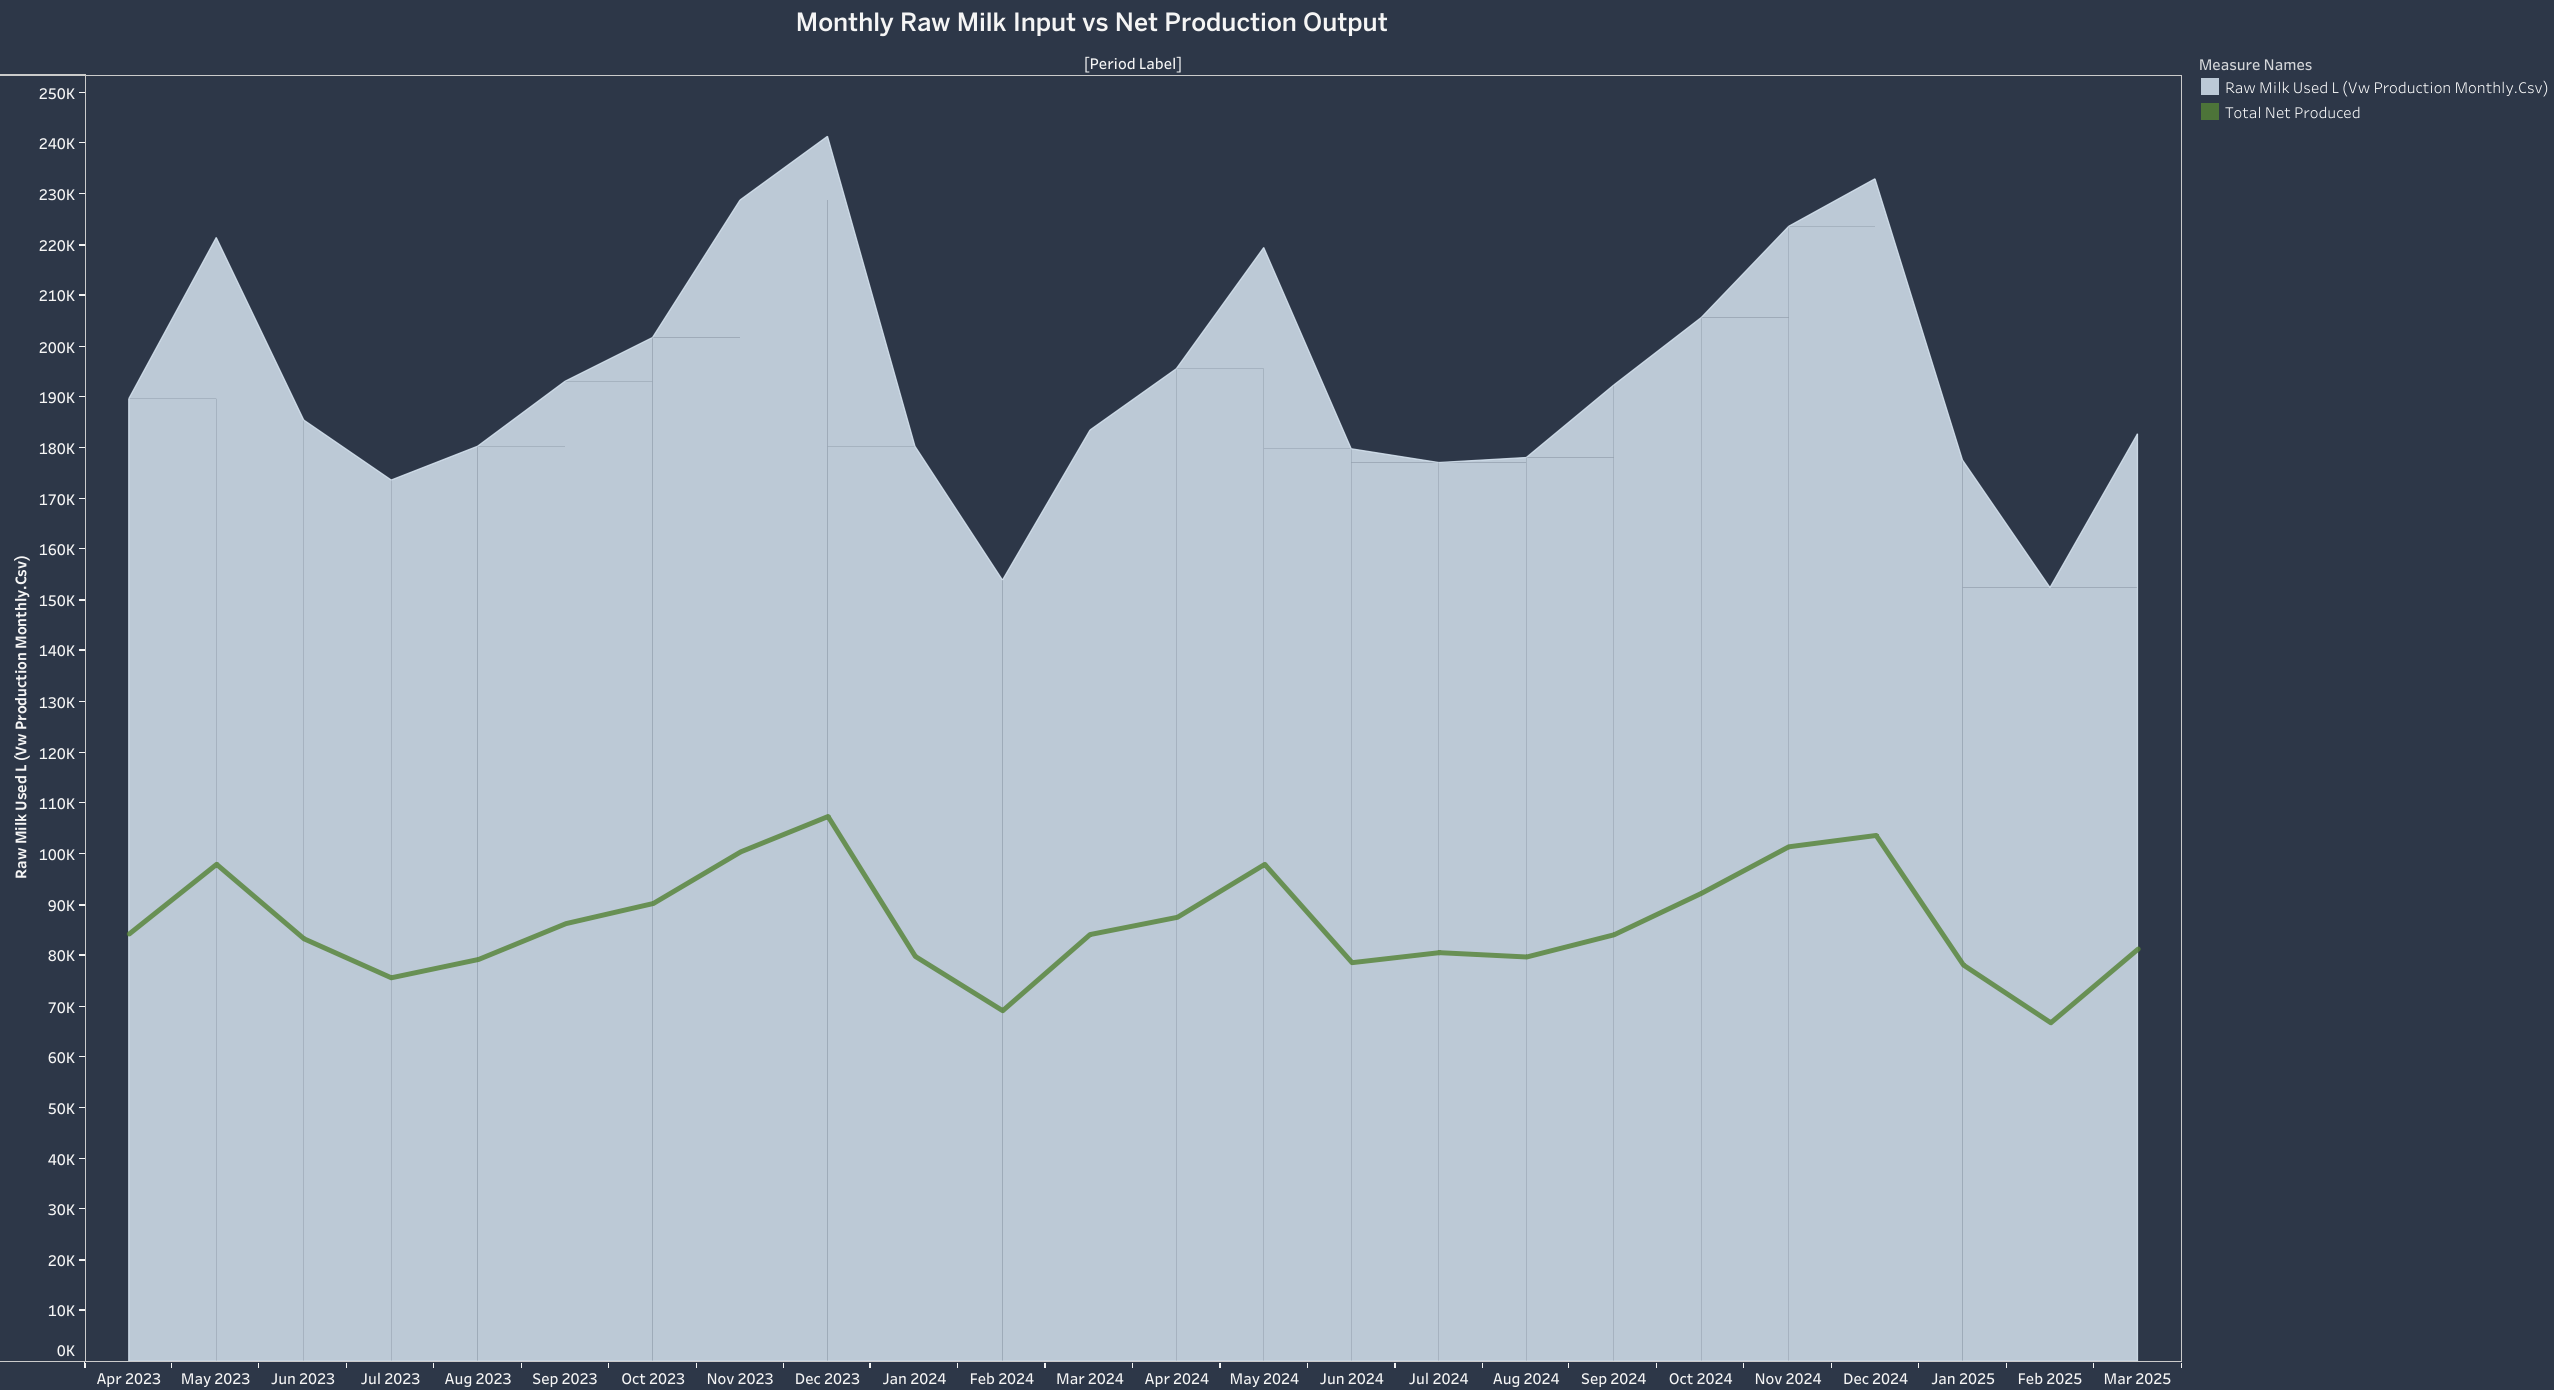 Monthly Raw Milk Input vs Net Production Output
[Period Label]
Measure Names
Raw Milk Used L (Vw Production Monthly.Csv)
Total Net Produced
Raw Milk Used L (Vw Production Monthly.Csv)
250K
240K
230K
220K
210K
200K
190K
180K
170K
160K
150K
140K
130K
120K
110K
100K
90K
80K
70K
60K
50K
40K
30K
20K
10K
0K
Apr 2023 May 2023 Jun 2023 Jul 2023 Aug 2023 Sep 2023 Oct 2023 Nov 2023 Dec 2023 Jan 2024 Feb 2024 Mar 2024 Apr 2024 May 2024 Jun 2024 Jul 2024 Aug 2024 Sep 2024 Oct 2024 Nov 2024 Dec 2024 Jan 2025 Feb 2025 Mar 2025